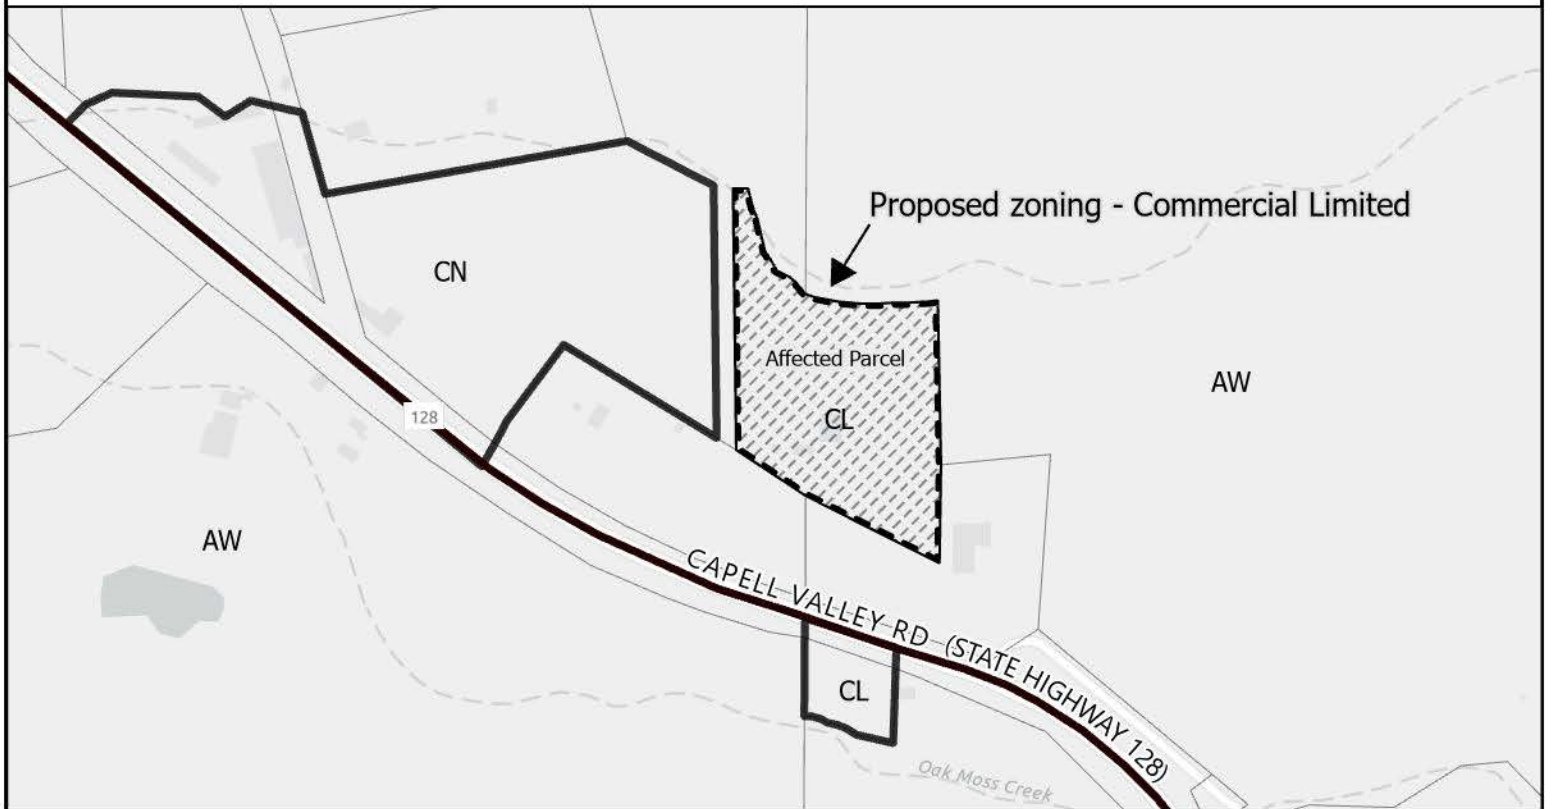 Proposed zoning - Commercial Limited
CN
Affected Parcel
AW
CL
128
AW
CAPELL VALLEY RD (STATE HIGHWAY 128)
CL
Oak Moss Creek